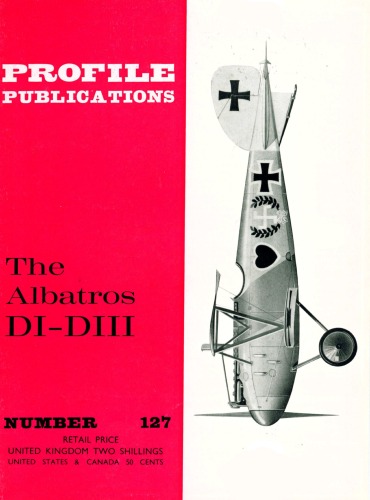 PROFILE
PUBLICATIONS
The
Albatros
DI-DIII
NUMBER 127
RETAIL PRICE
UNITED KINGDOM TWO SHILLINGS
UNITED STATES & CANADA 50 CENTS